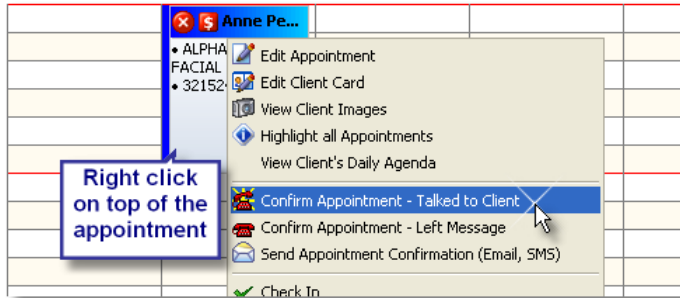 Anne Pe...
• ALPHA
FACIAL
• 32152
Edit Appointment
Edit Client Card
View Client Images
Highlight all Appointments
View Client's Daily Agenda
Confirm Appointment - Talked to Client
Confirm Appointment - Left Message
Send Appointment Confirmation (Email, SMS)
Check In
Right click
on top of the
appointment